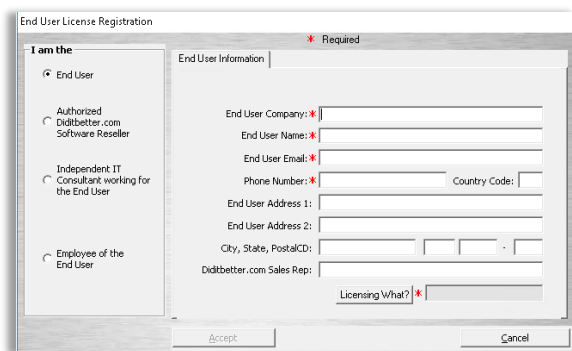 End User License Registration
* Required
I am the
End User
Authorized
Diditbetter.com
Software Reseller
Independent IT
Consultant working for
the End User
Employee of the
End User
End User Information
End User Company:*
End User Name:*
End User Email:*
Phone Number:* Country Code:
End User Address 1:
End User Address 2:
City, State, PostalCD: -
Diditbetter.com Sales Rep:
Licensing What? *
Accept Cancel